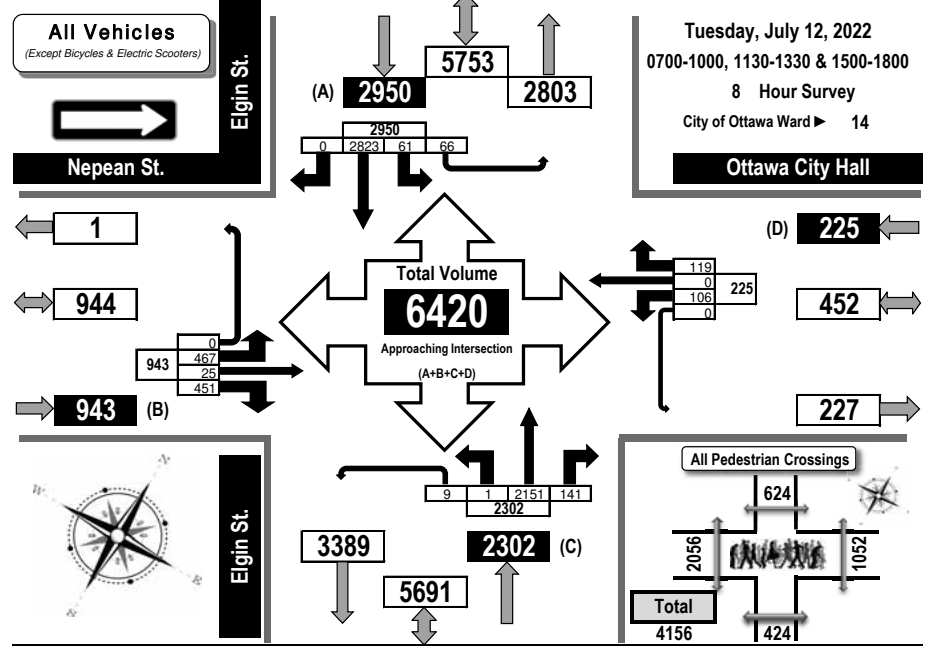 All Vehicles
(Except Bicycles & Electric Scooters)
Elgin St.
Nepean St.
5753
(A) 2950
2803
2950
0 2823 61 66
Tuesday, July 12, 2022
0700-1000, 1130-1330 & 1500-1800
8 Hour Survey
City of Ottawa Ward ► 14
Ottawa City Hall
1
944
0
467
943
25
451
943 (B)
Total Volume
6420
Approaching Intersection
(A+B+C+D)
(D) 225
119
0
225
106
0
452
227
9 1 2151 141
2302
3389
2302 (C)
5691
N
W
E
S
Elgin St.
All Pedestrian Crossings
624
2056
1052
Total
4156
424